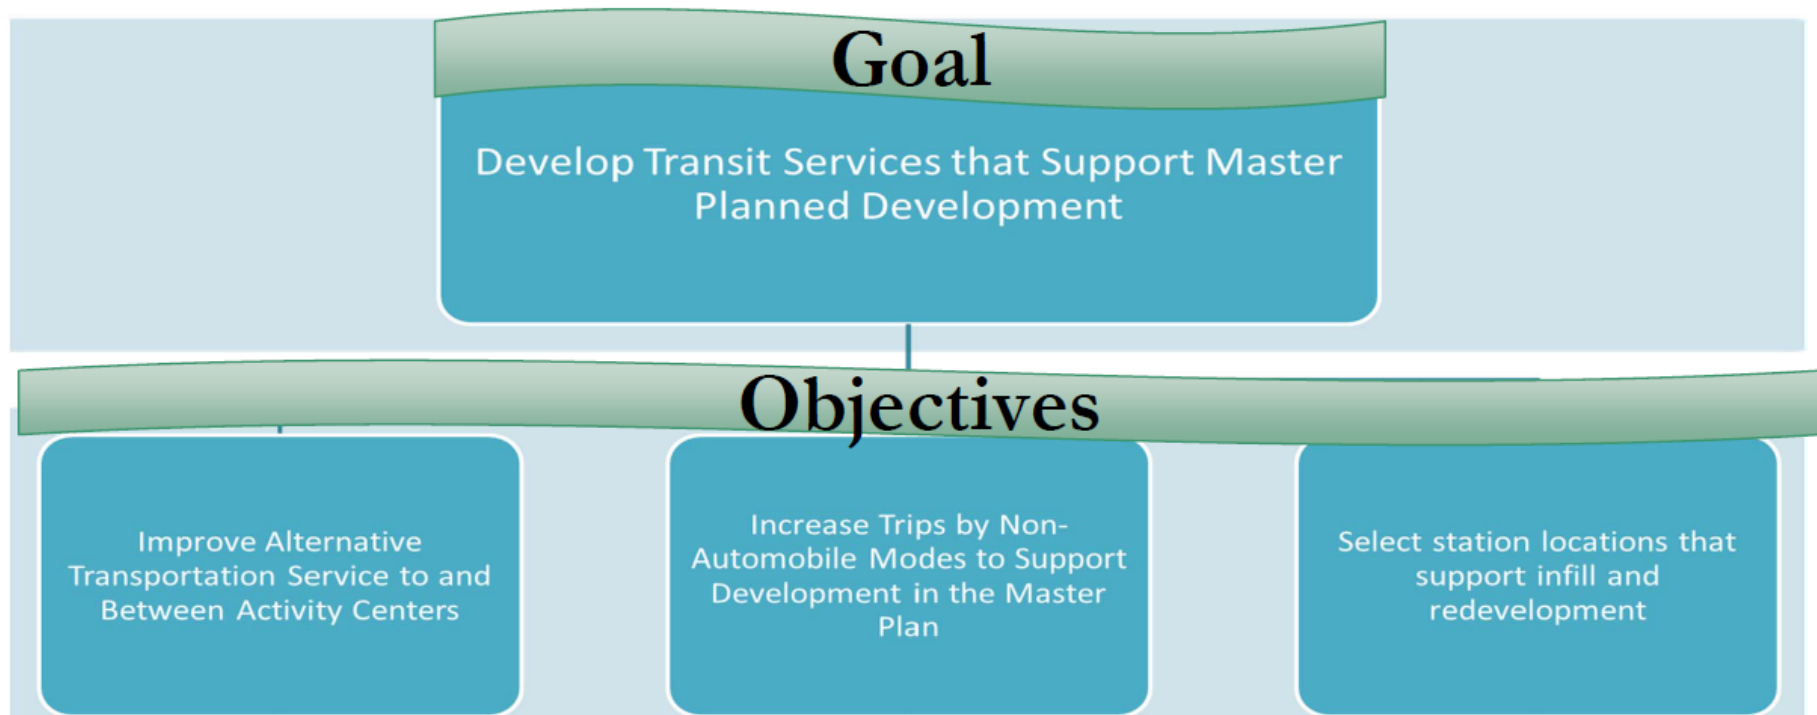 Goal
Develop Transit Services that Support Master
Planned Development
Objectives
Improve Alternative
Transportation Service to and
Between Activity Centers
Increase Trips by Non-
Automobile Modes to Support
Development in the Master
Plan
Select station locations that
support infill and
redevelopment